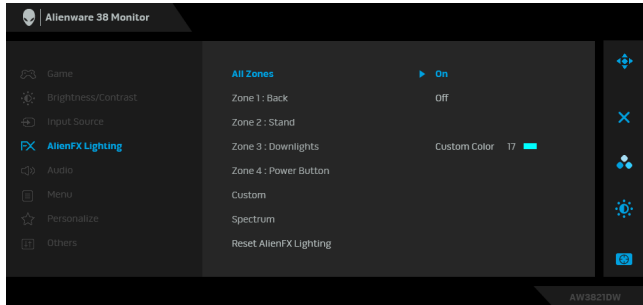 Alienware 38 Monitor
Game
Brightness/Contrast
Input Source
FX AlienFX Lighting
Audio
Menu
Personalize
Others
All Zones On
Zone 1 : Back Off
Zone 2 : Stand
Zone 3 : Downlights Custom Color 17
Zone 4 : Power Button
Custom
Spectrum
Reset AlienFX Lighting
AW3821DW